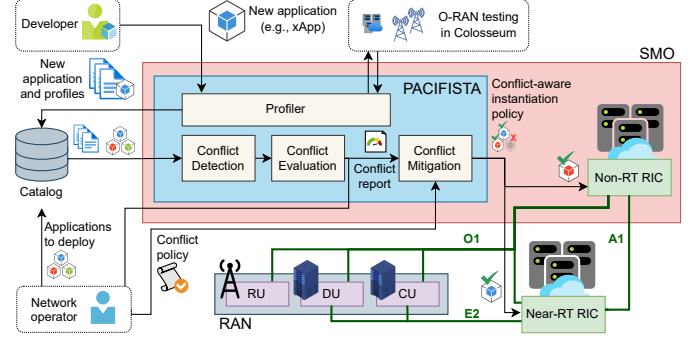 Developer
New application
(e.g., xApp)
O-RAN testing
in Colosseum
SMO
New
application
and profiles
PACIFISTA
Profiler
Conflict-aware
instantiation
policy
Catalog
Conflict
Detection
Conflict
Evaluation
Conflict
report
Conflict
Mitigation
Non-RT RIC
Applications
to deploy
Conflict
policy
O1
A1
RU
DU
CU
RAN
E2
Near-RT RIC
Network
operator